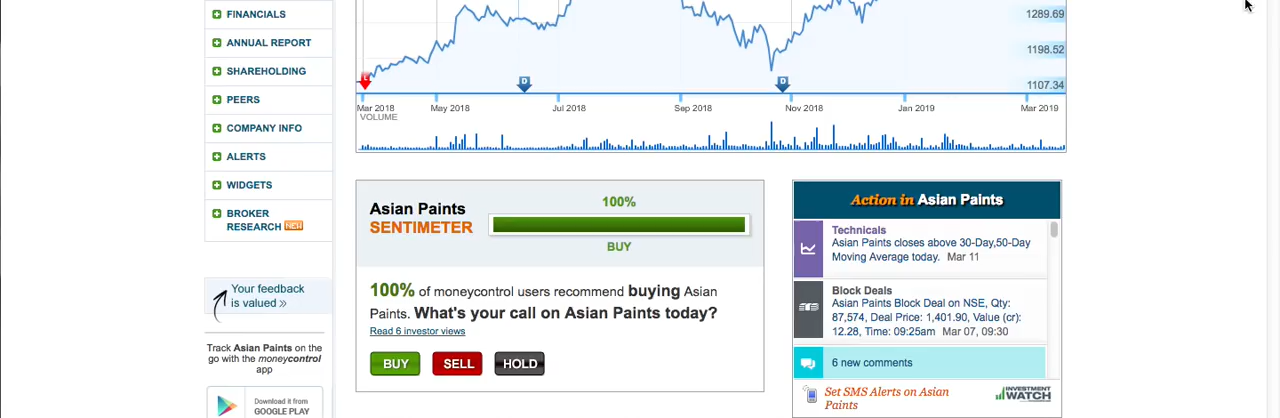 FINANCIALS
ANNUAL REPORT
SHAREHOLDING
PEERS
COMPANY INFO
ALERTS
WIDGETS
BROKER
RESEARCH NEW
Your feedback
is valued »
Track Asian Paints on the
go with the moneycontrol
app
Download it from
GOOGLE PLAY
1289.69
1198.52
1107.34
E
D
D
Mar 2018 May 2018 Jul 2018 Sep 2018 Nov 2018 Jan 2019 Mar 2019
VOLUME
Asian Paints
SENTIMETER
100%
BUY
100% of moneycontrol users recommend buying Asian
Paints. What's your call on Asian Paints today?
Read 6 investor views
BUY SELL HOLD
Action in Asian Paints
Technicals
Asian Paints closes above 30-Day,50-Day
Moving Average today. Mar 11
Block Deals
Asian Paints Block Deal on NSE, Qty:
87,574, Deal Price: 1,401.90, Value (cr):
12.28, Time: 09:25am Mar 07, 09:30
6 new comments
Set SMS Alerts on Asian
Paints
INVESTMENT
WATCH